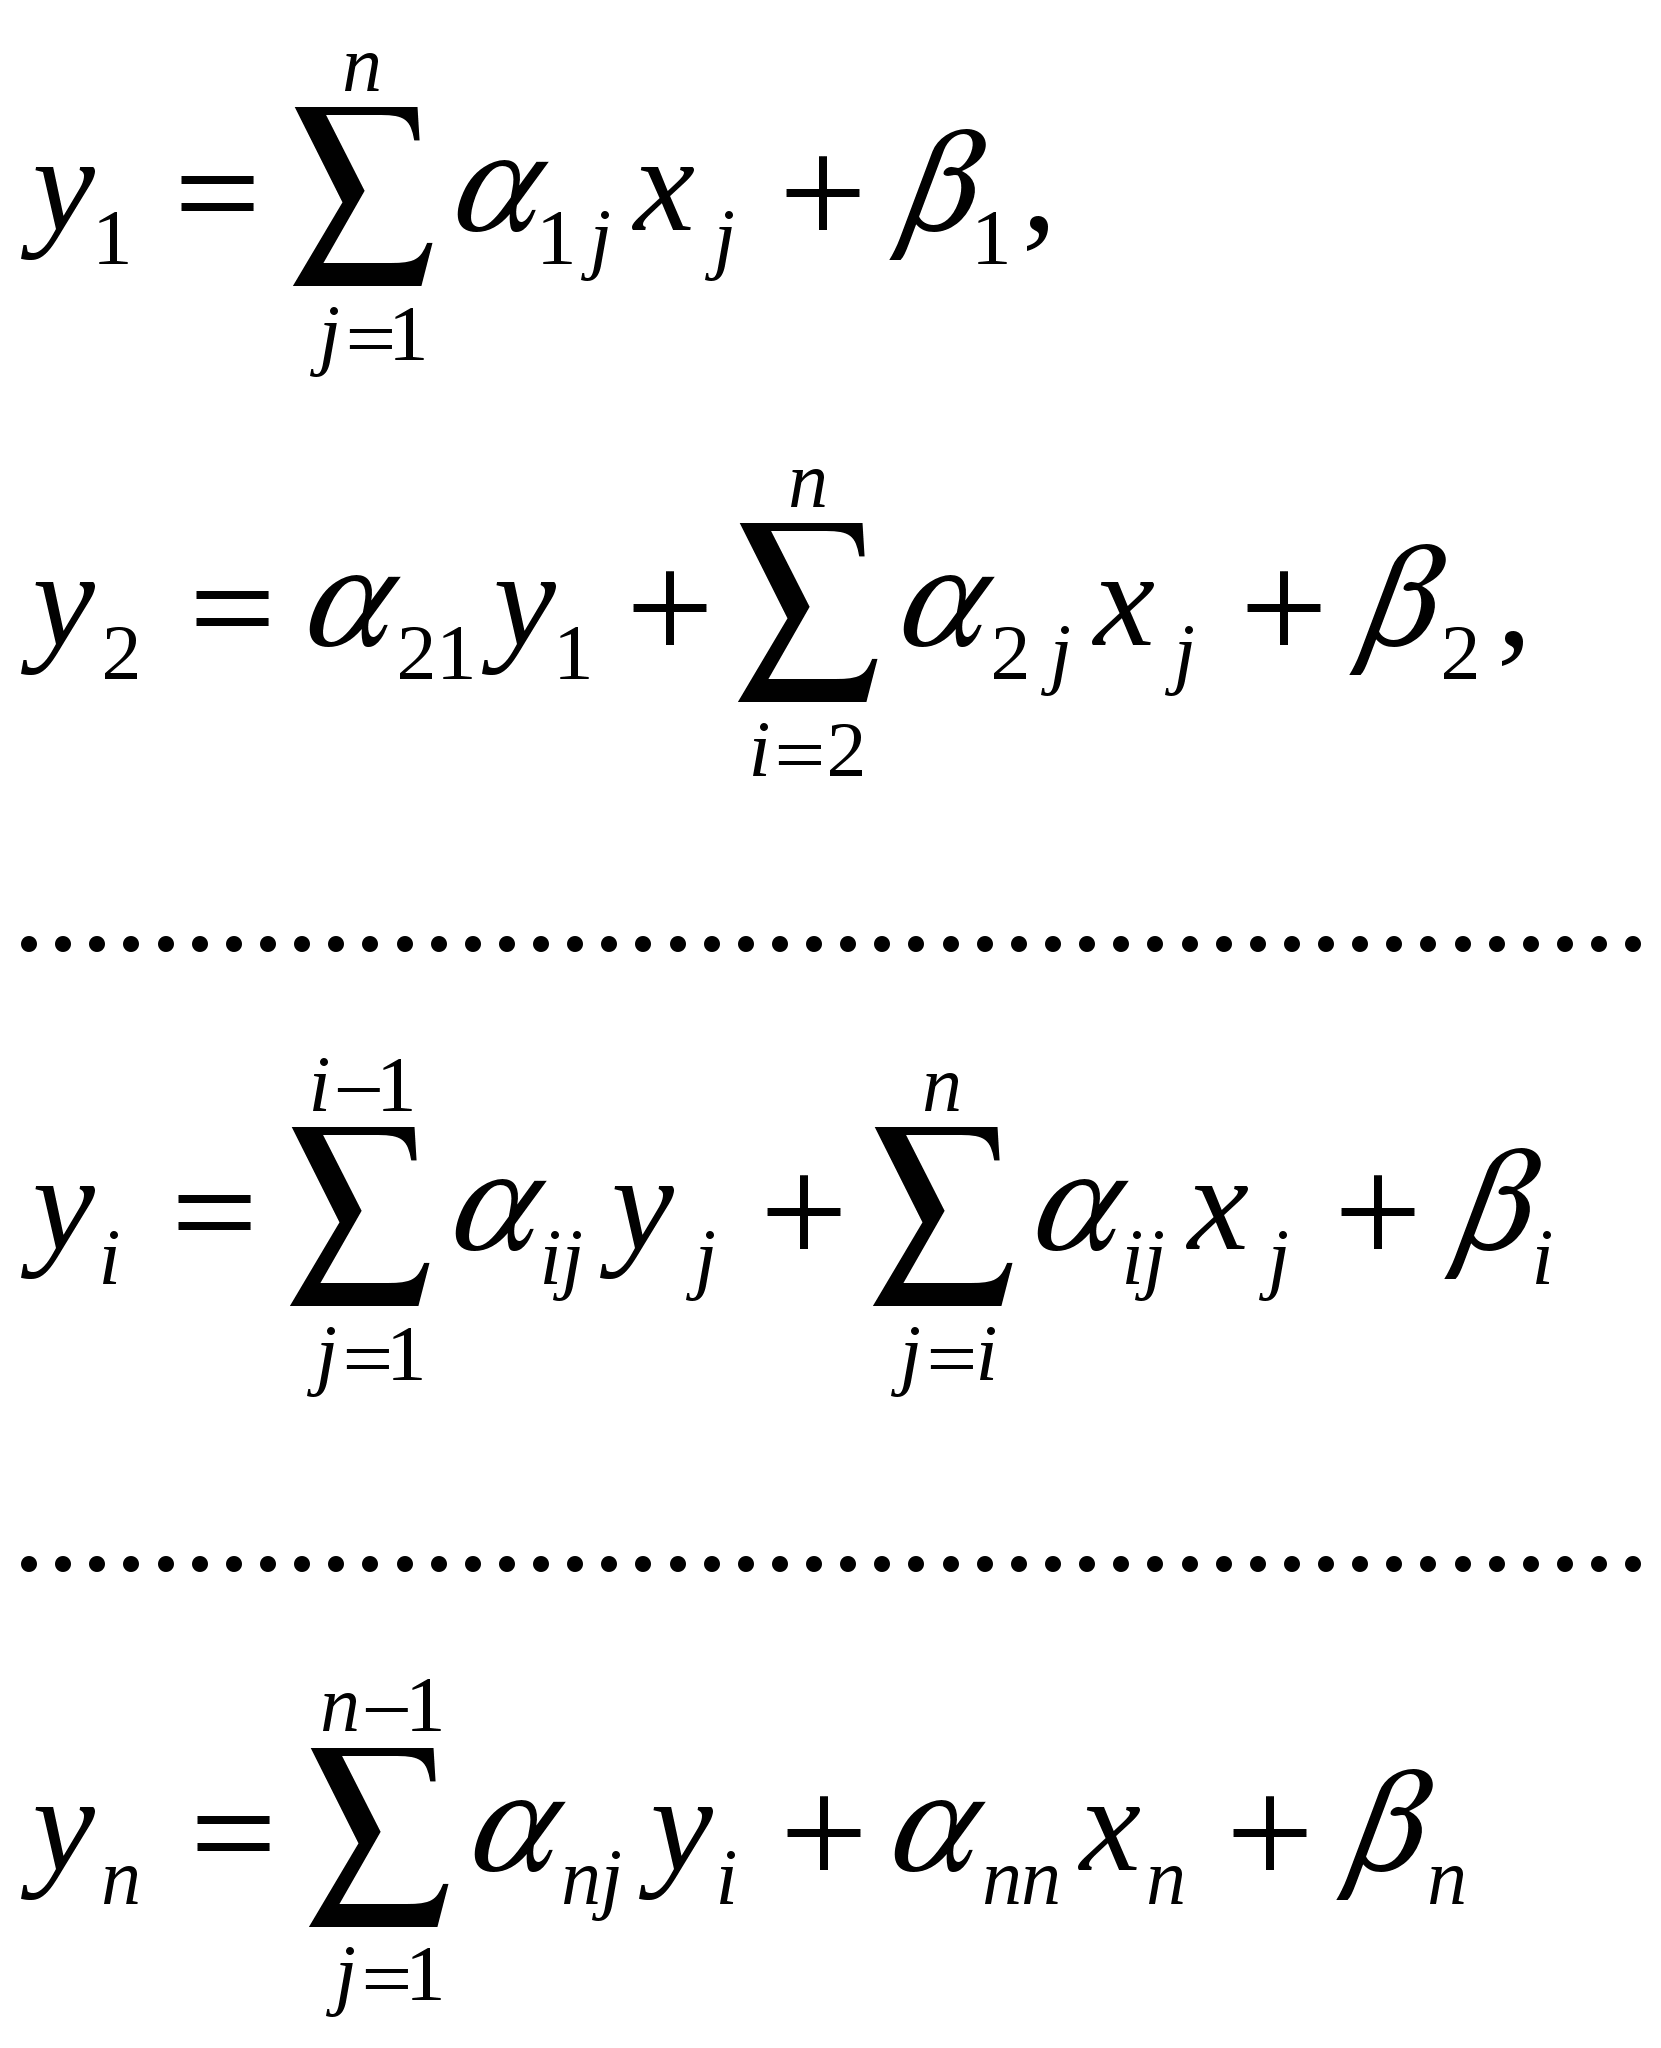 y_1 = \sum_{j=1}^{n} \alpha_{1j} x_j + \beta_1,
y_2 = \alpha_{21} y_1 + \sum_{i=2}^{n} \alpha_{2j} x_j + \beta_2,
................................................
y_i = \sum_{j=1}^{i-1} \alpha_{ij} y_j + \sum_{j=i}^{n} \alpha_{ij} x_j + \beta_i
................................................
y_n = \sum_{j=1}^{n-1} \alpha_{nj} y_i + \alpha_{nn} x_n + \beta_n